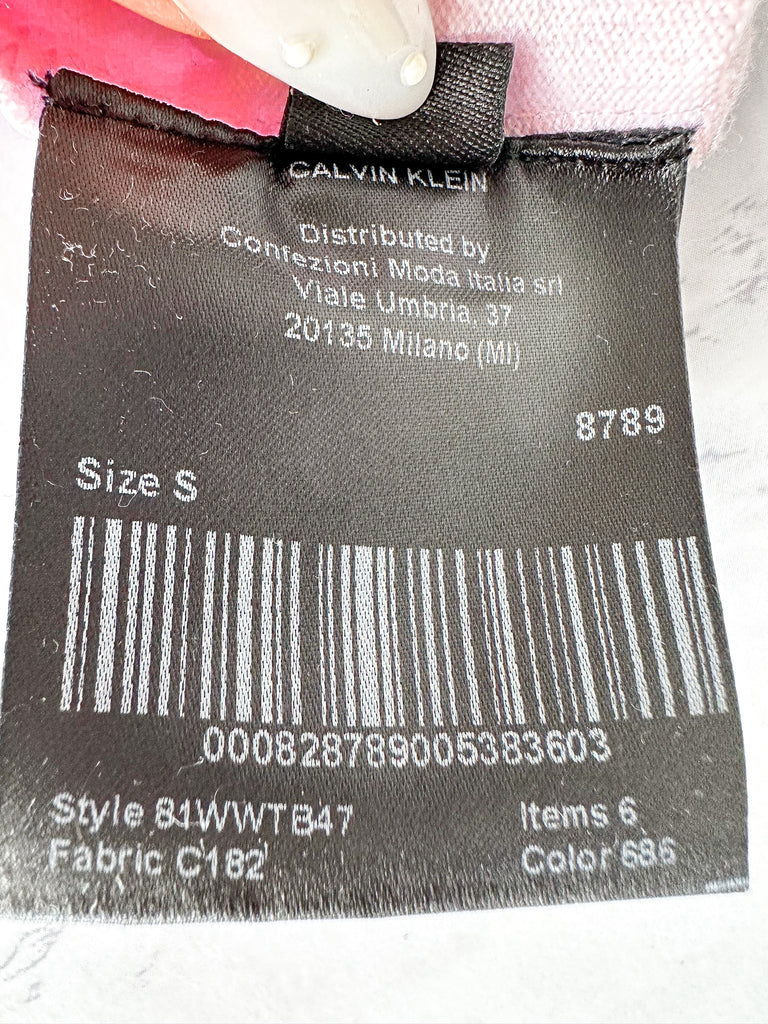 CALVIN KLEIN
Distributed by
Confezioni Moda Italia srl
Viale Umbria, 37
20135 Milano (MI)
8789
Size S
000828789005383603
Style 81WWTB47
Items 6
Fabric C182
Color 686